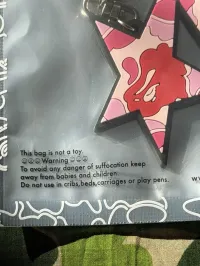 This bag is not a toy.
Warning
To avoid any danger of suffocation keep
away from babies and children.
Do not use in cribs,beds,carriages or play pens.
w